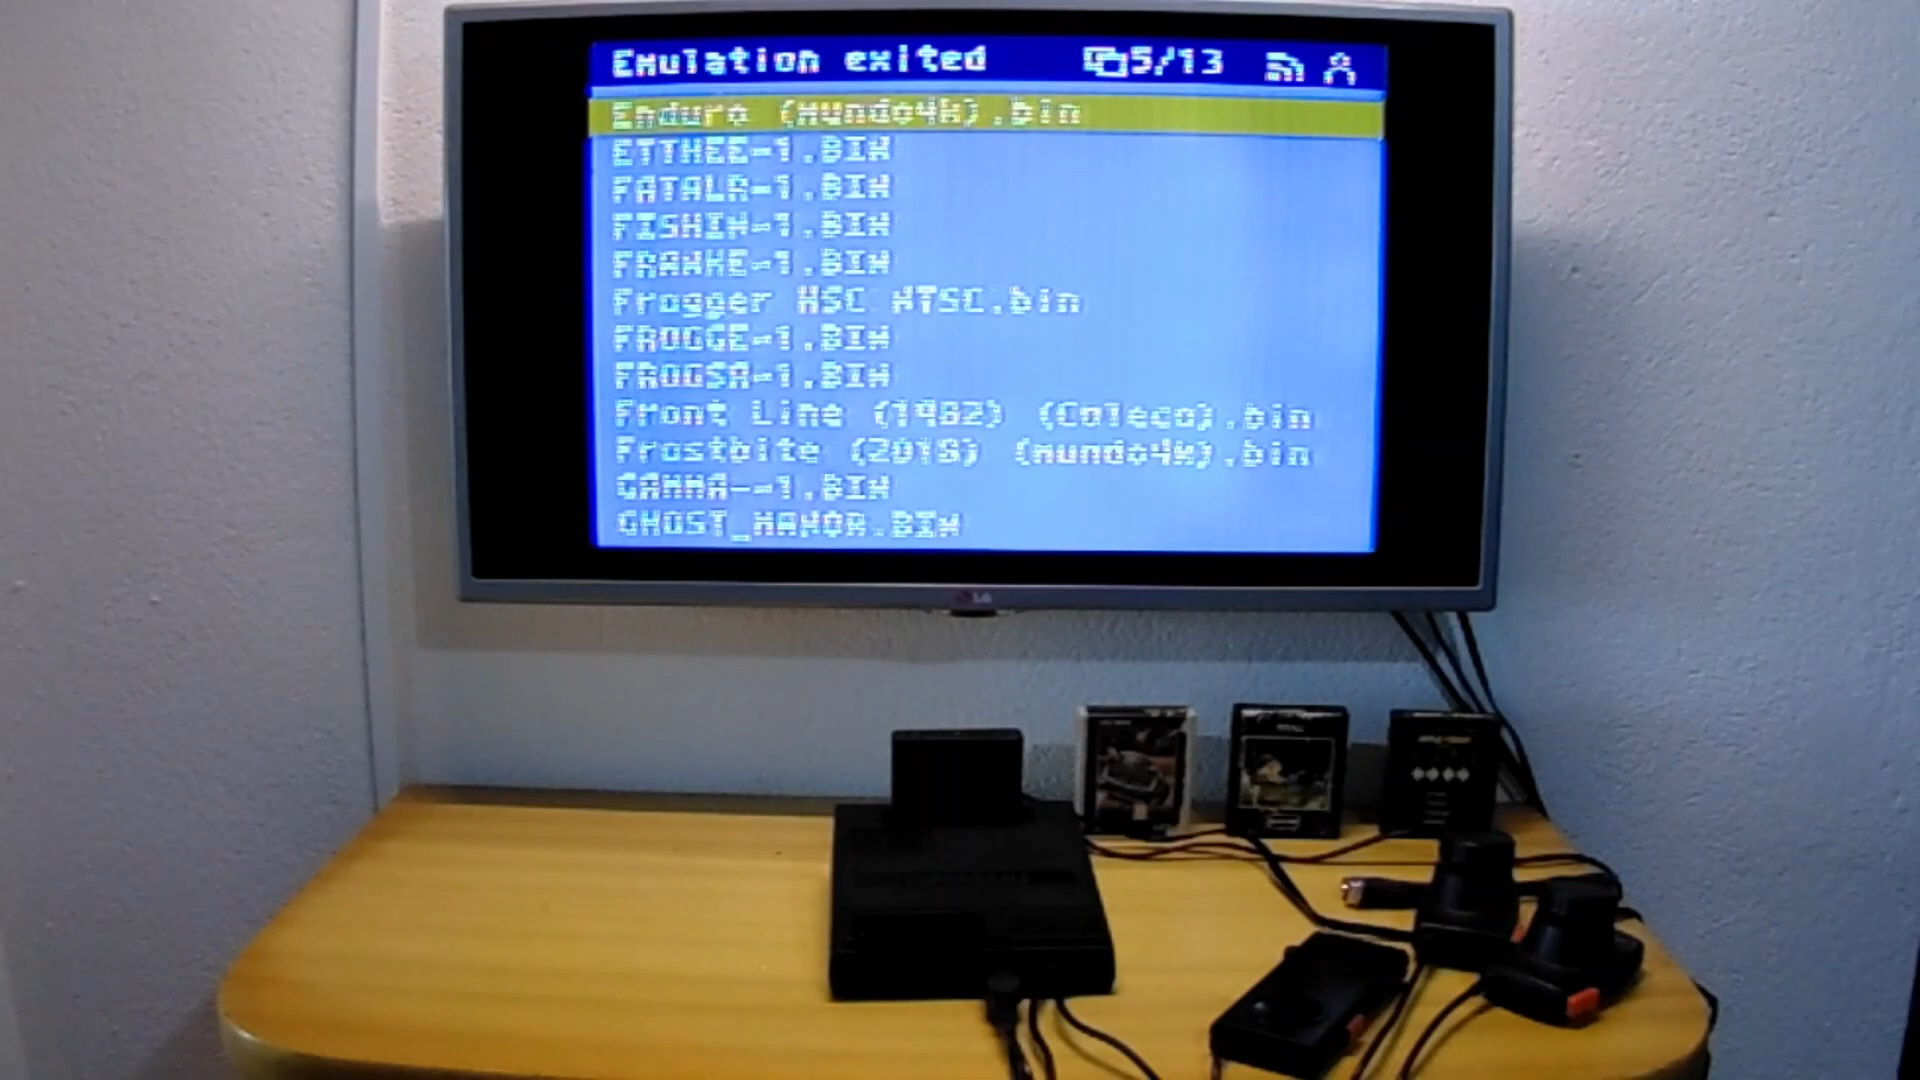 Emulation exited 5/13
Enduro (mundo4k).bin
ETTHEE~1.BIN
FATALR~1.BIN
FISHIN~1.BIN
FRANKE~1.BIN
Frogger HSC NTSC.bin
FROGGE~1.BIN
FROGSA~1.BIN
Front Line (1982) (Coleco).bin
Frostbite (2018) (mundo4k).bin
GAMMA-~1.BIN
GHOST_MANOR.BIN
LG